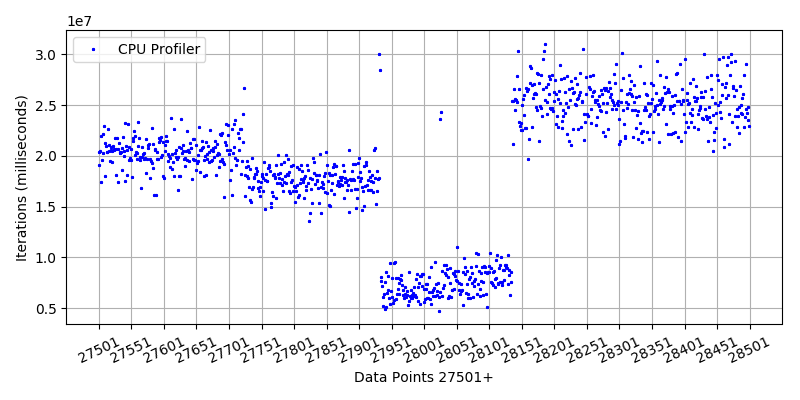 1e7
CPU Profiler
3.0
2.5
2.0
1.5
1.0
0.5
Iterations (milliseconds)
27501 27551 27601 27651 27701 27751 27801 27851 27901 27951 28001 28051 28101 28151 28201 28251 28301 28351 28401 28451 28501
Data Points 27501+